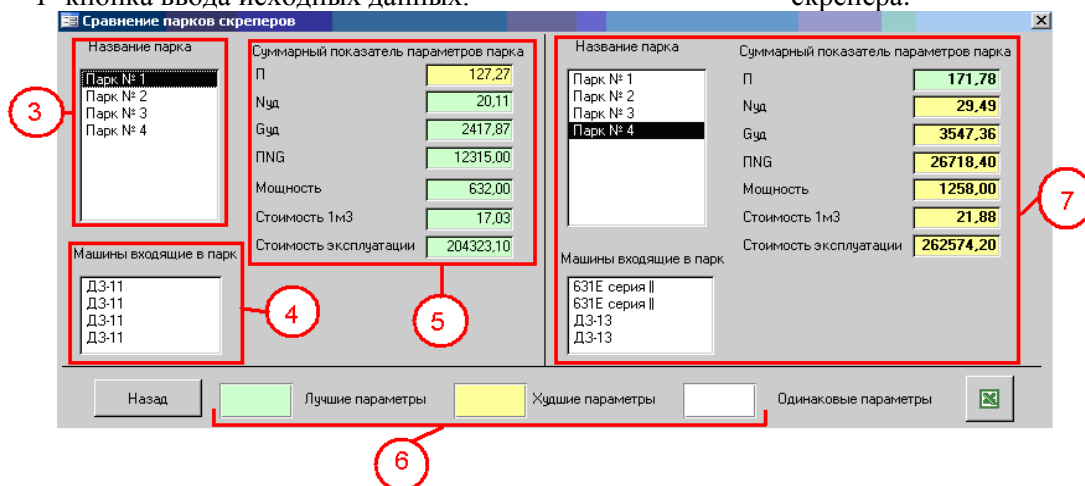 1 кнопка ввода исходных данных.
скрепера.
Сравнение парков скреперов
Название парка
Парк № 1
Парк № 2
Парк № 3
Парк № 4
3
Машины входящие в парк
ДЗ-11
ДЗ-11
ДЗ-11
ДЗ-11
4
Суммарный показатель параметров парка
П 127,27
Nуд 20,11
Gуд 2417,87
ПNG 12315,00
Мощность 632,00
Стоимость 1м3 17,03
Стоимость эксплуатации 204323,10
5
Название парка
Парк № 1
Парк № 2
Парк № 3
Парк № 4
Машины входящие в парк
631E серия ||
631E серия ||
ДЗ-13
ДЗ-13
Суммарный показатель параметров парка
П 171,78
Nуд 29,49
Gуд 3547,36
ПNG 26718,40
Мощность 1258,00
Стоимость 1м3 21,88
Стоимость эксплуатации 262574,20
7
Назад Лучшие параметры Худшие параметры Одинаковые параметры
6